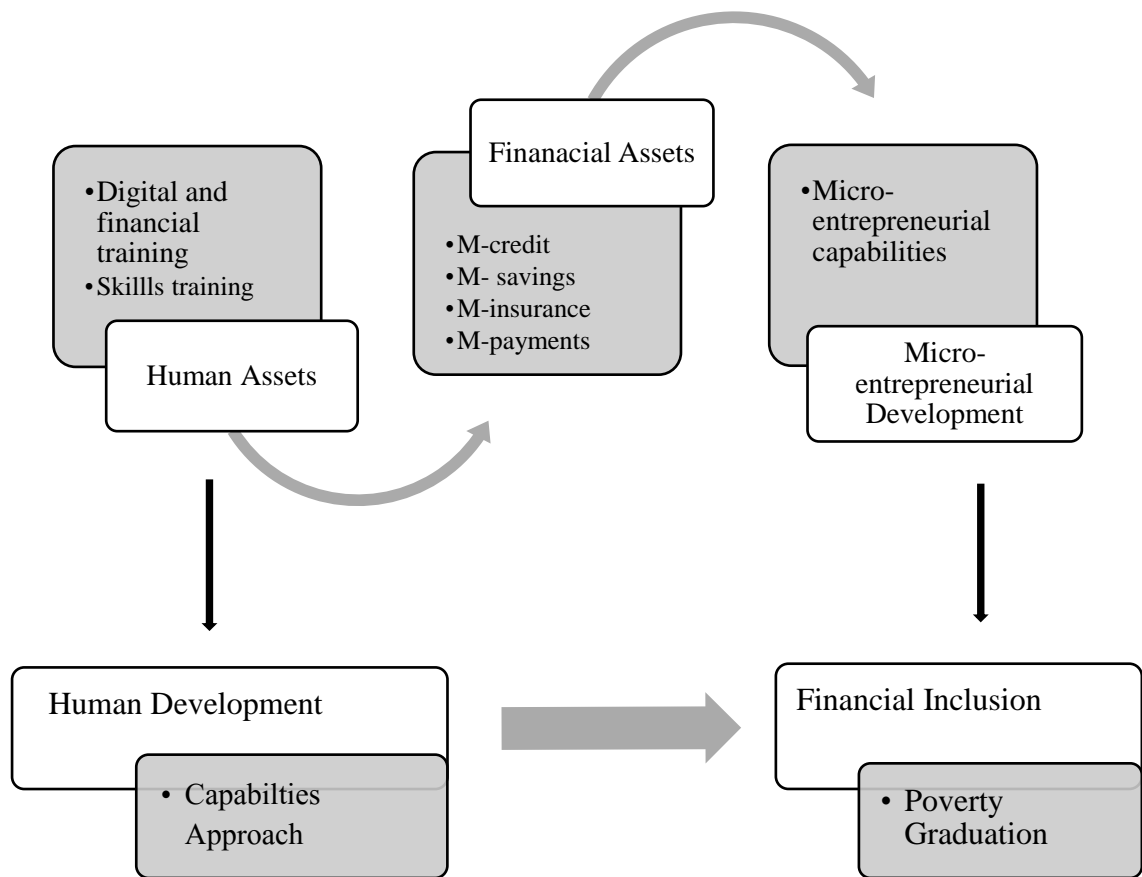 •Digital and
financial
training
•Skillls training
Human Assets
Finanacial Assets
•M-credit
•M- savings
•M-insurance
•M-payments
•Micro-
entrepreneurial
capabilities
Micro-
entrepreneurial
Development
Human Development
• Capabilties
Approach
Financial Inclusion
• Poverty
Graduation